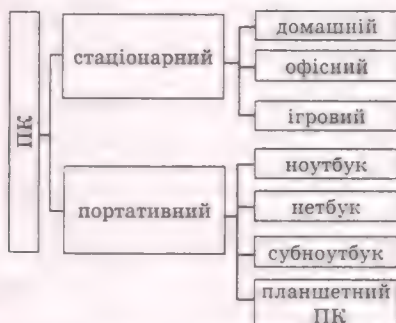 ПК
стаціонарний
домашній
офісний
ігровий
портативний
ноутбук
нетбук
субноутбук
планшетний
ПК